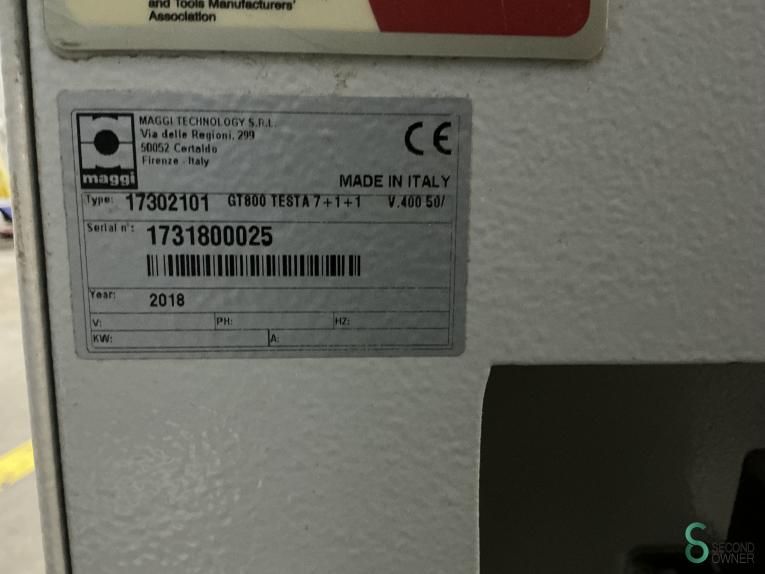 and Tools Manufacturers'
Association
MAGGI TECHNOLOGY S.R.L.
Via delle Regioni, 299
50052 Certaldo
Firenze - Italy
CE
maggi
MADE IN ITALY
Type: 17302101 GT800 TESTA 7+1+1 V.400 50/
Serial n°: 1731800025
Year: 2018
V: PH: HZ:
KW: A:
SECOND
OWNER